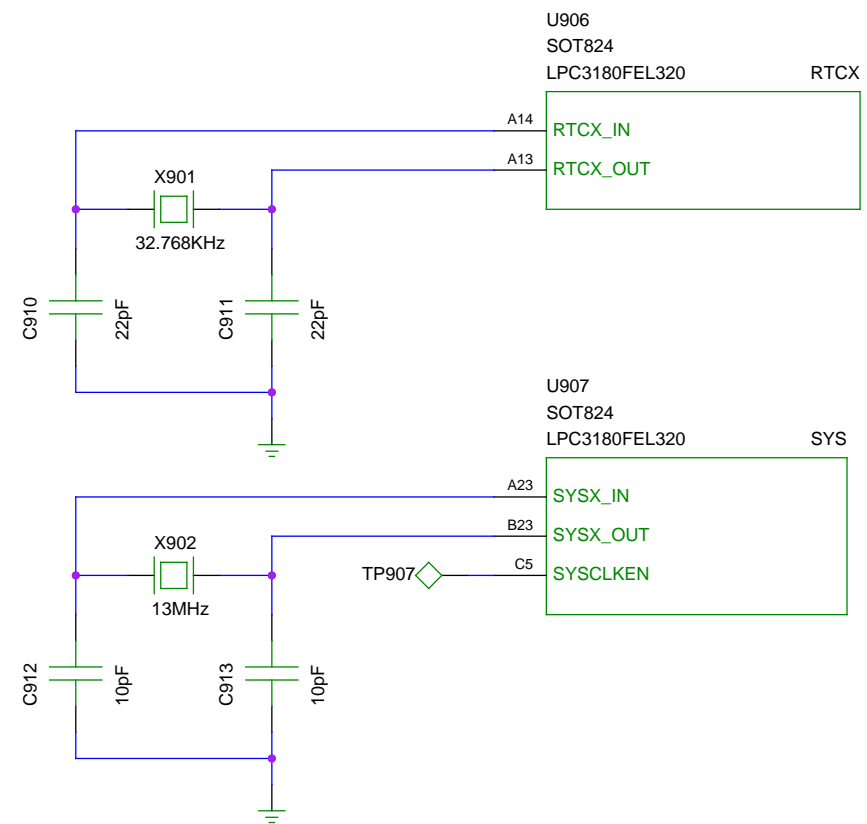 U906
SOT824
LPC3180FEL320 RTCX
A14 RTCX_IN
A13 RTCX_OUT
X901
32.768KHz
C910 22pF C911 22pF
U907
SOT824
LPC3180FEL320 SYS
A23 SYSX_IN
B23 SYSX_OUT
X902
TP907 C5 SYSCLKEN
13MHz
C912 10pF C913 10pF